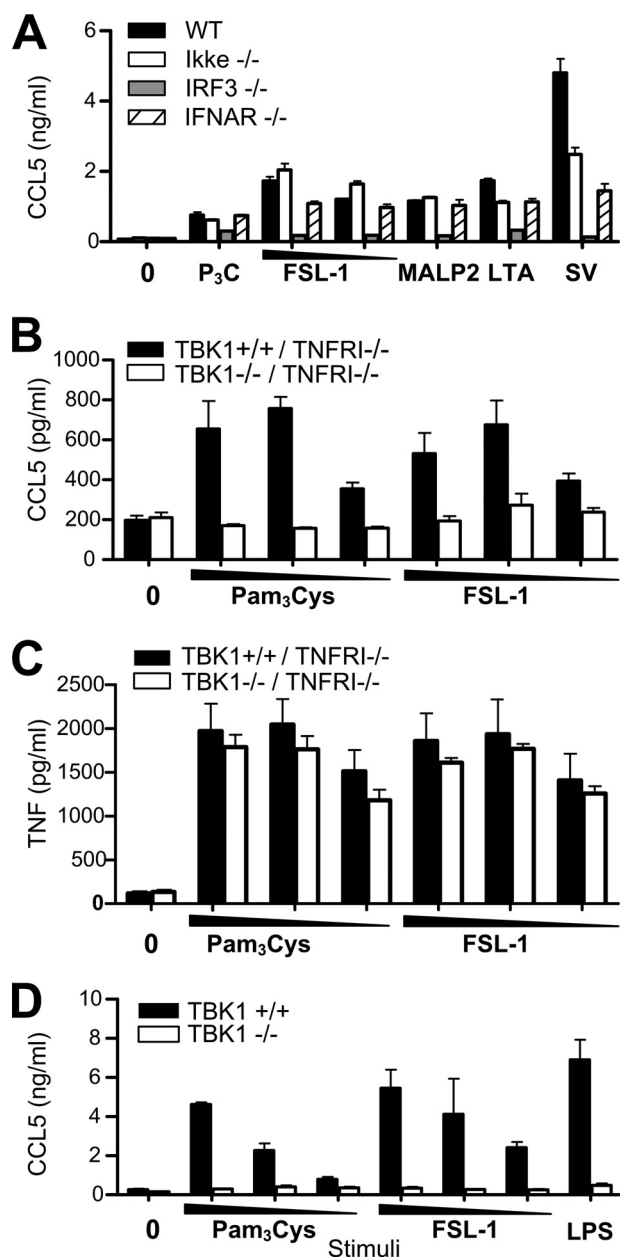 A
WT
Ikke -/-
IRF3 -/-
IFNAR -/-
CCL5 (ng/ml)
6
4
2
0
0 P₃C FSL-1 MALP2 LTA SV
B
TBK1+/+ / TNFRI-/-
TBK1-/- / TNFRI-/-
CCL5 (pg/ml)
1000
800
600
400
200
0
0 Pam₃Cys FSL-1
C
TBK1+/+ / TNFRI-/-
TBK1-/- / TNFRI-/-
TNF (pg/ml)
2500
2000
1500
1000
500
0
0 Pam₃Cys FSL-1
D
TBK1 +/+
TBK1 -/-
CCL5 (ng/ml)
10
8
6
4
2
0
0 Pam₃Cys FSL-1 LPS
Stimuli